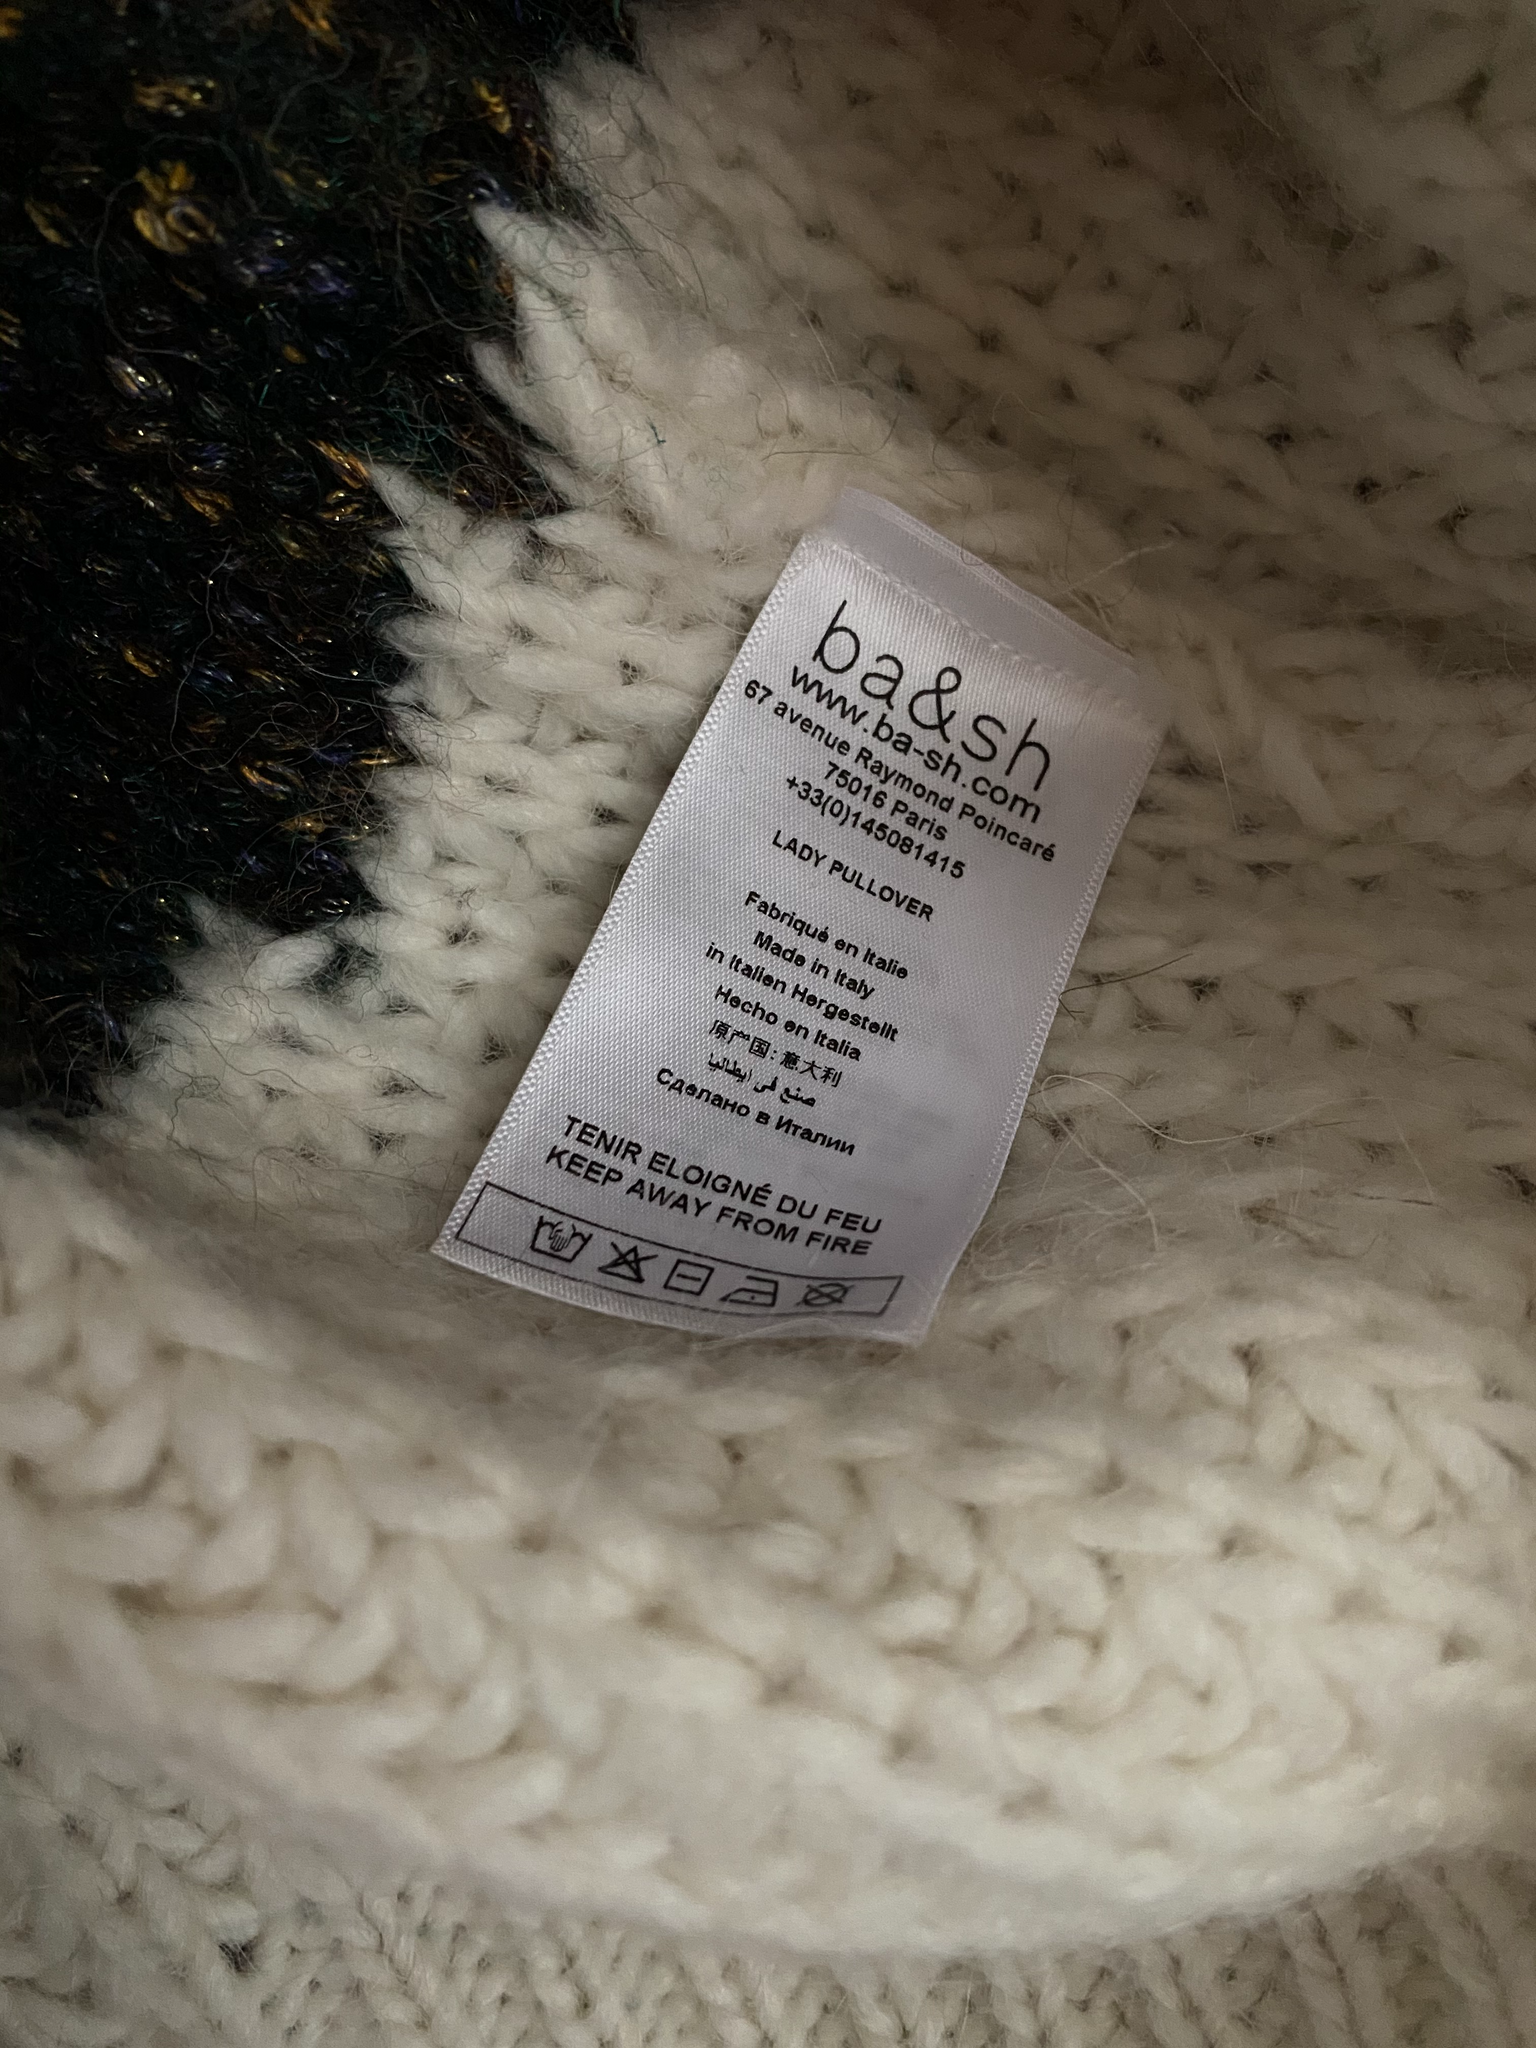 ba&sh
www.ba-sh.com
67 avenue Raymond Poincaré
75016 Paris
+33(0)145081415
LADY PULLOVER
Fabriqué en Italie
Made in Italy
in Italien Hergestellt
Hecho en Italia
原产国: 意大利
صنع في ايطاليا
Сделано в Италии
TENIR ELOIGNÉ DU FEU
KEEP AWAY FROM FIRE